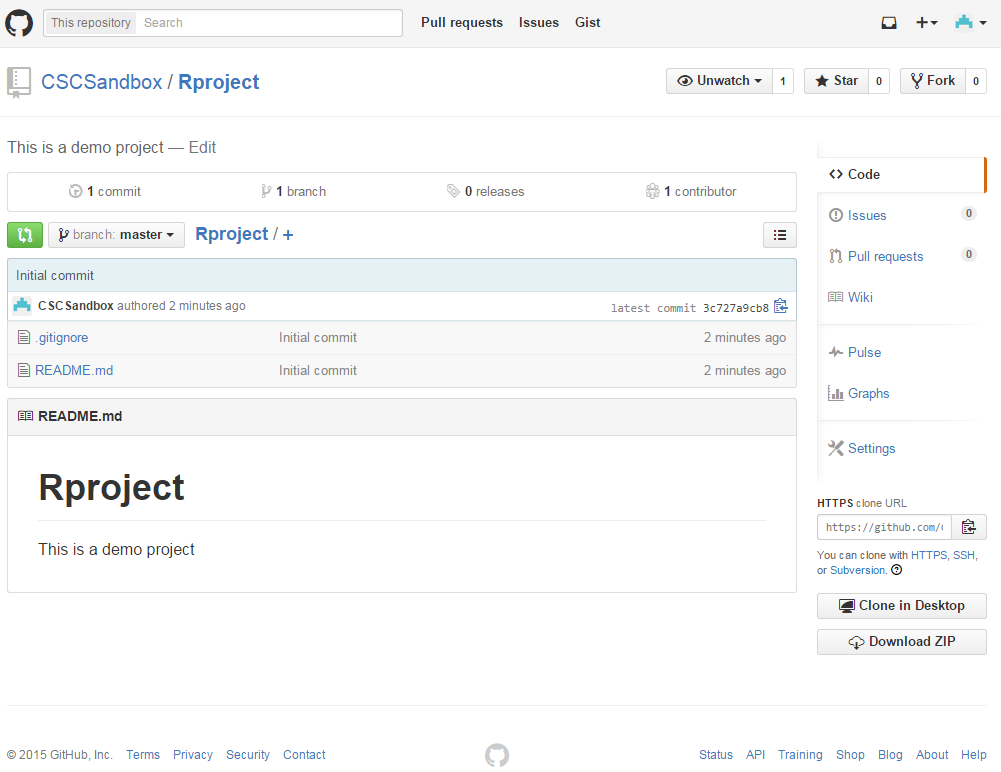 This repository Search Pull requests Issues Gist
CSCSandbox / Rproject Unwatch 1 Star 0 Fork 0
This is a demo project — Edit
1 commit 1 branch 0 releases 1 contributor
branch: master Rproject / +
Initial commit
CSCSandbox authored 2 minutes ago latest commit 3c727a9cb8
.gitignore Initial commit 2 minutes ago
README.md Initial commit 2 minutes ago
README.md
Rproject
This is a demo project
Code
Issues 0
Pull requests 0
Wiki
Pulse
Graphs
Settings
HTTPS clone URL
https://github.com/
You can clone with HTTPS, SSH,
or Subversion.
Clone in Desktop
Download ZIP
© 2015 GitHub, Inc. Terms Privacy Security Contact Status API Training Shop Blog About Help